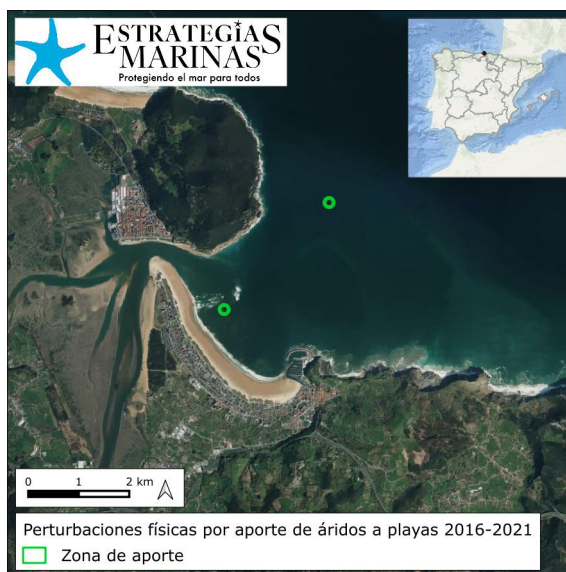 ESTRATEGIAS
MARINAS
Protegiendo el mar para todos
0 1 2 km
Perturbaciones físicas por aporte de áridos a playas 2016-2021
Zona de aporte